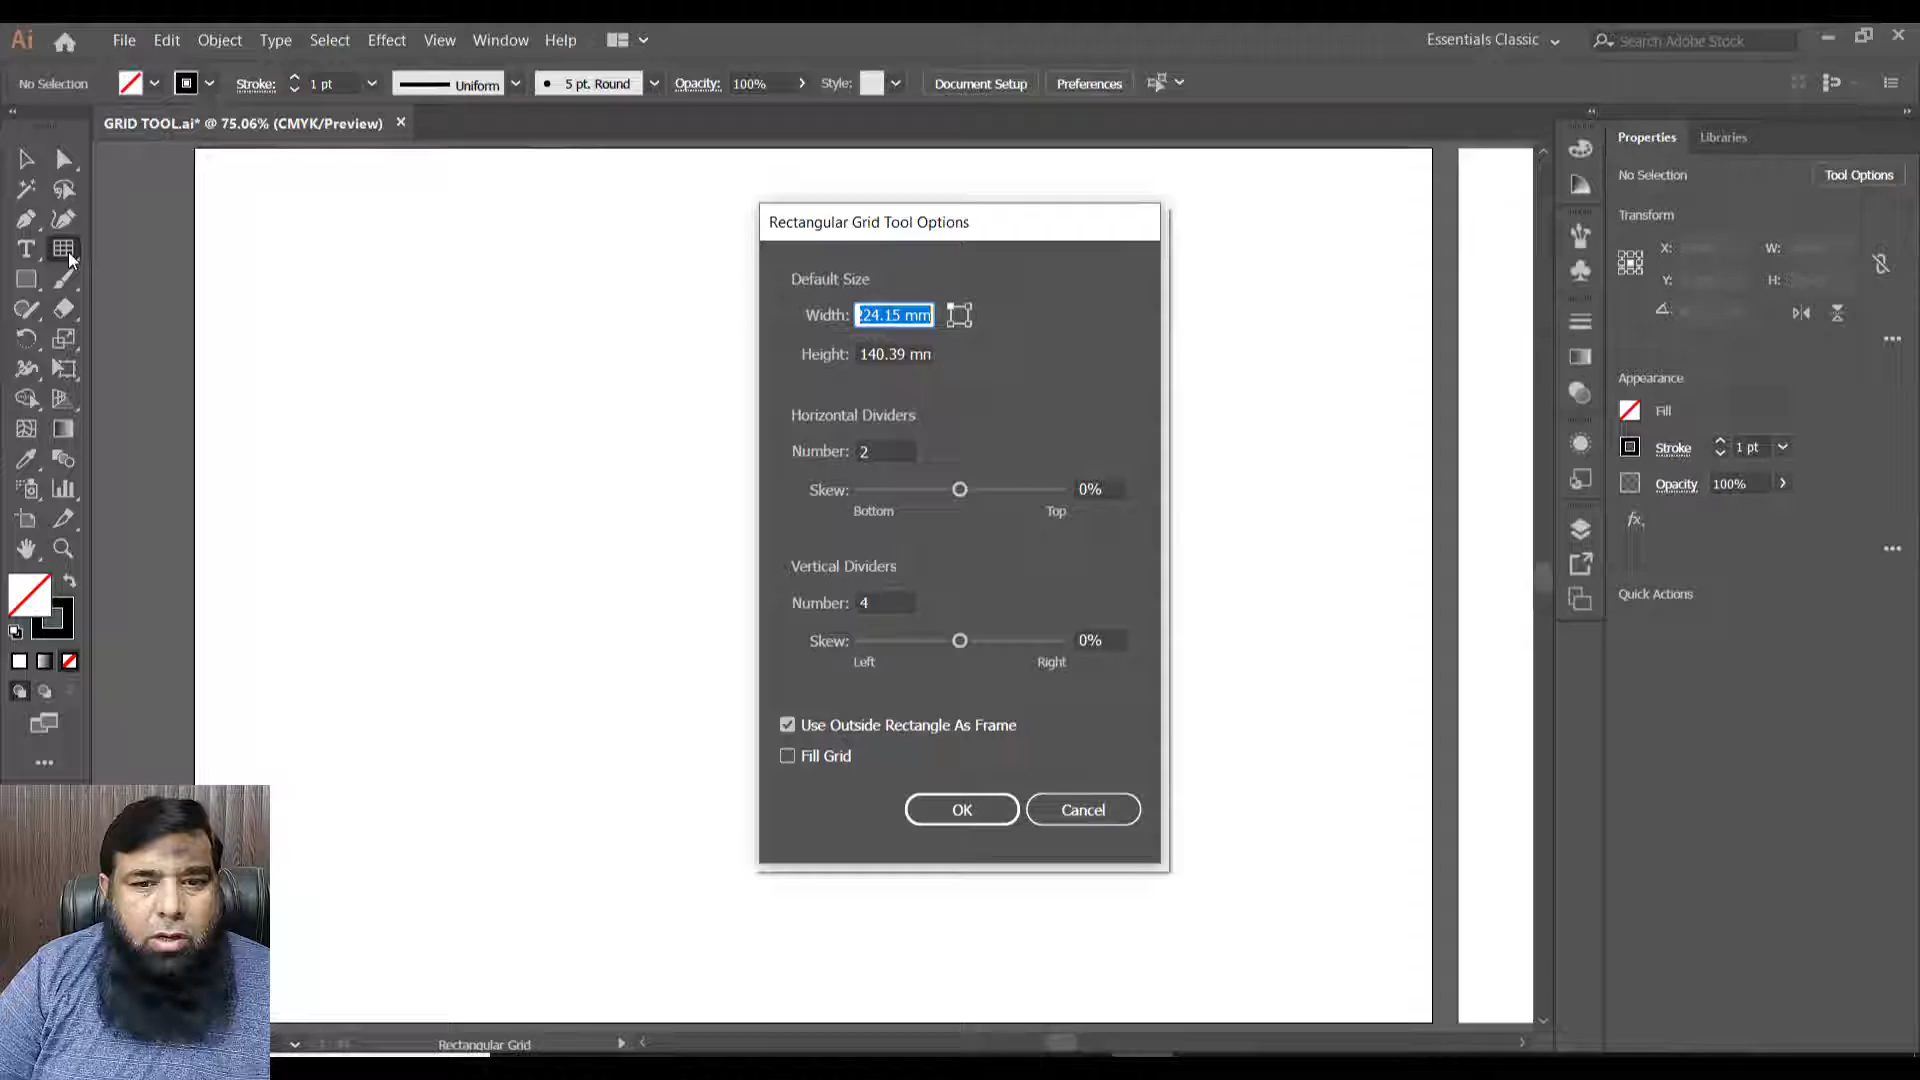 Ai File Edit Object Type Select Effect View Window Help Essentials Classic Search Adobe Stock
No Selection Stroke: 1 pt Uniform 5 pt. Round Opacity: 100% Style: Document Setup Preferences
GRID TOOL.ai* @ 75.06% (CMYK/Preview) ×
Properties Libraries
No Selection Tool Options
Transform
X: W:
Y: H:
Appearance
Fill
Stroke 1 pt
Opacity 100%
fx.
Quick Actions
Rectangular Grid Tool Options
Default Size
Width: 24.15 mm
Height: 140.39 mm
Horizontal Dividers
Number: 2
Skew: 0%
Bottom Top
Vertical Dividers
Number: 4
Skew: 0%
Left Right
Use Outside Rectangle As Frame
Fill Grid
OK Cancel
Rectangular Grid